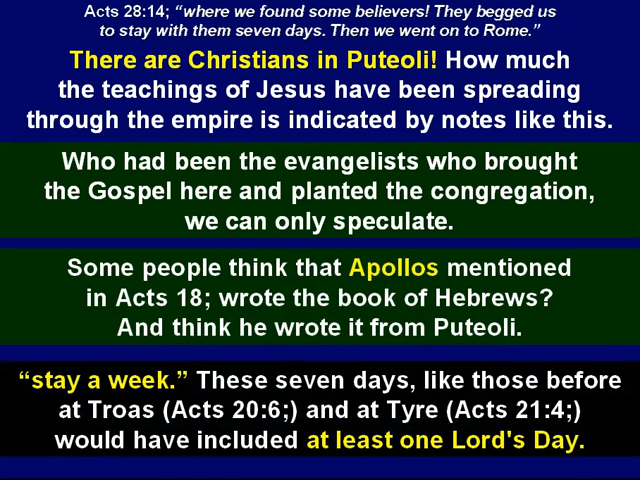 Acts 28:14; “where we found some believers! They begged us
to stay with them seven days. Then we went on to Rome.”
There are Christians in Puteoli! How much
the teachings of Jesus have been spreading
through the empire is indicated by notes like this.
Who had been the evangelists who brought
the Gospel here and planted the congregation,
we can only speculate.
Some people think that Apollos mentioned
in Acts 18; wrote the book of Hebrews?
And think he wrote it from Puteoli.
“stay a week.” These seven days, like those before
at Troas (Acts 20:6;) and at Tyre (Acts 21:4;)
would have included at least one Lord's Day.